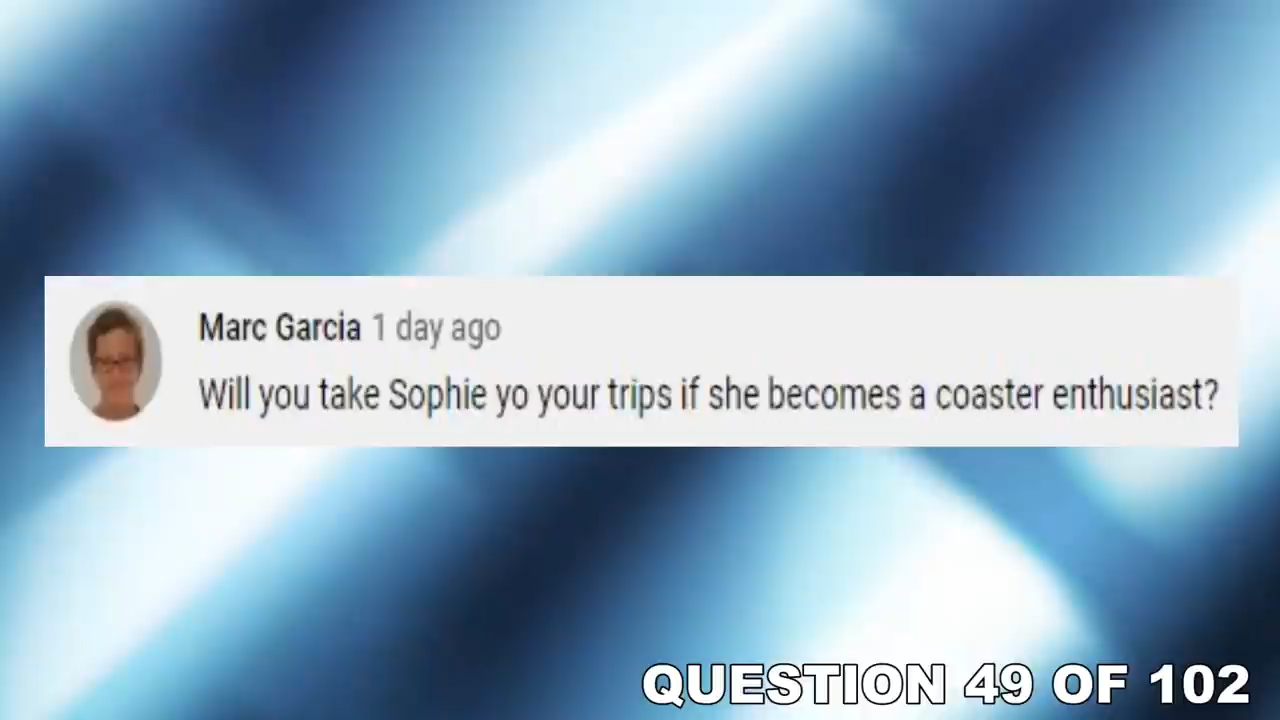 Marc Garcia 1 day ago
Will you take Sophie yo your trips if she becomes a coaster enthusiast?
QUESTION 49 OF 102